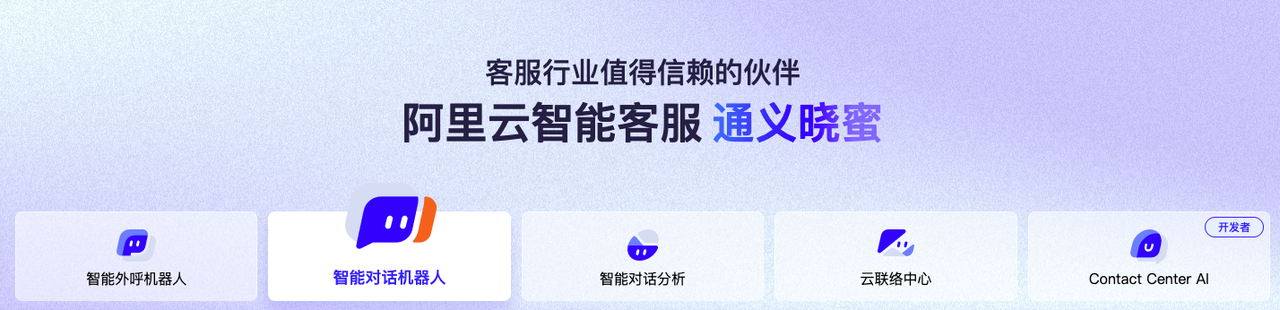 客服行业值得信赖的伙伴
阿里云智能客服 通义晓蜜
开发者
智能外呼机器人
智能对话机器人
智能对话分析
云联络中心
Contact Center AI